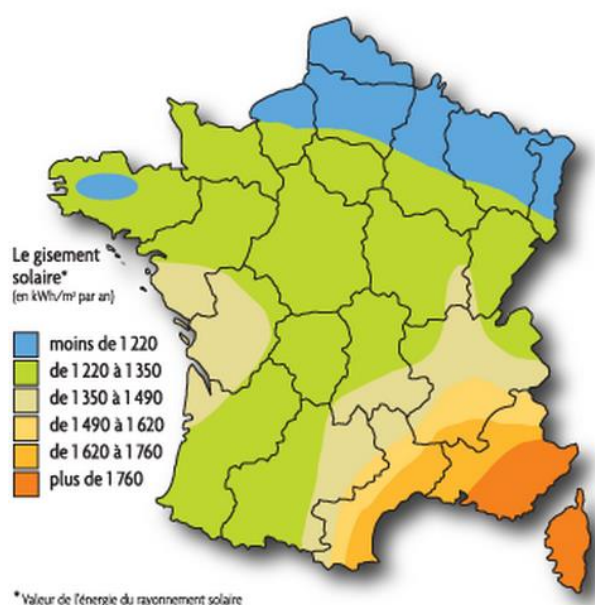 Le gisement
solaire*
(en kWh/m² par an)
moins de 1 220
de 1 220 à 1 350
de 1 350 à 1 490
de 1 490 à 1 620
de 1 620 à 1 760
plus de 1 760
* Valeur de l'énergie du rayonnement solaire